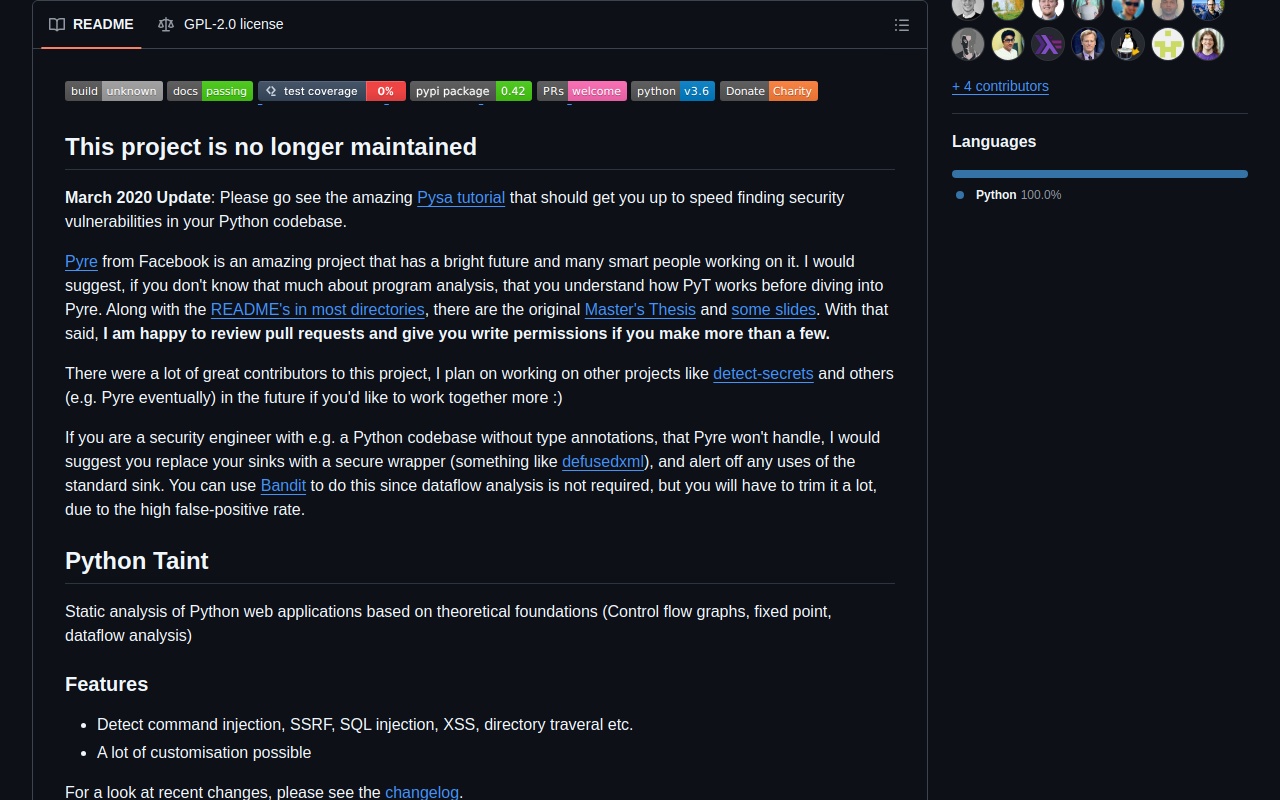 README
GPL-2.0 license
build unknown docs passing test coverage 0% pypi package 0.42 PRs welcome python v3.6 Donate Charity
This project is no longer maintained
March 2020 Update: Please go see the amazing Pysa tutorial that should get you up to speed finding security
vulnerabilities in your Python codebase.
Pyre from Facebook is an amazing project that has a bright future and many smart people working on it. I would
suggest, if you don't know that much about program analysis, that you understand how PyT works before diving into
Pyre. Along with the README's in most directories, there are the original Master's Thesis and some slides. With that
said, I am happy to review pull requests and give you write permissions if you make more than a few.
There were a lot of great contributors to this project, I plan on working on other projects like detect-secrets and others
(e.g. Pyre eventually) in the future if you'd like to work together more :)
If you are a security engineer with e.g. a Python codebase without type annotations, that Pyre won't handle, I would
suggest you replace your sinks with a secure wrapper (something like defusedxml), and alert off any uses of the
standard sink. You can use Bandit to do this since dataflow analysis is not required, but you will have to trim it a lot,
due to the high false-positive rate.
Python Taint
Static analysis of Python web applications based on theoretical foundations (Control flow graphs, fixed point,
dataflow analysis)
Features
Detect command injection, SSRF, SQL injection, XSS, directory traveral etc.
A lot of customisation possible
For a look at recent changes, please see the changelog.
+ 4 contributors
Languages
Python 100.0%